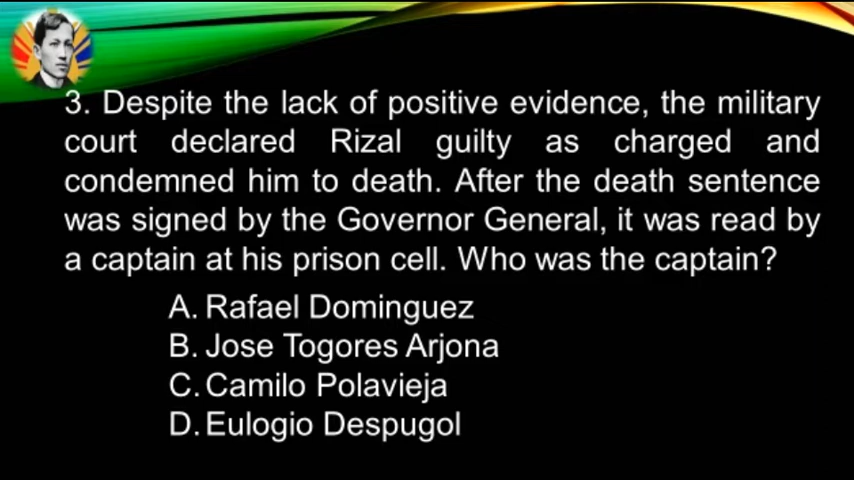 3. Despite the lack of positive evidence, the military
court declared Rizal guilty as charged and
condemned him to death. After the death sentence
was signed by the Governor General, it was read by
a captain at his prison cell. Who was the captain?
A. Rafael Dominguez
B. Jose Togores Arjona
C. Camilo Polavieja
D. Eulogio Despugol